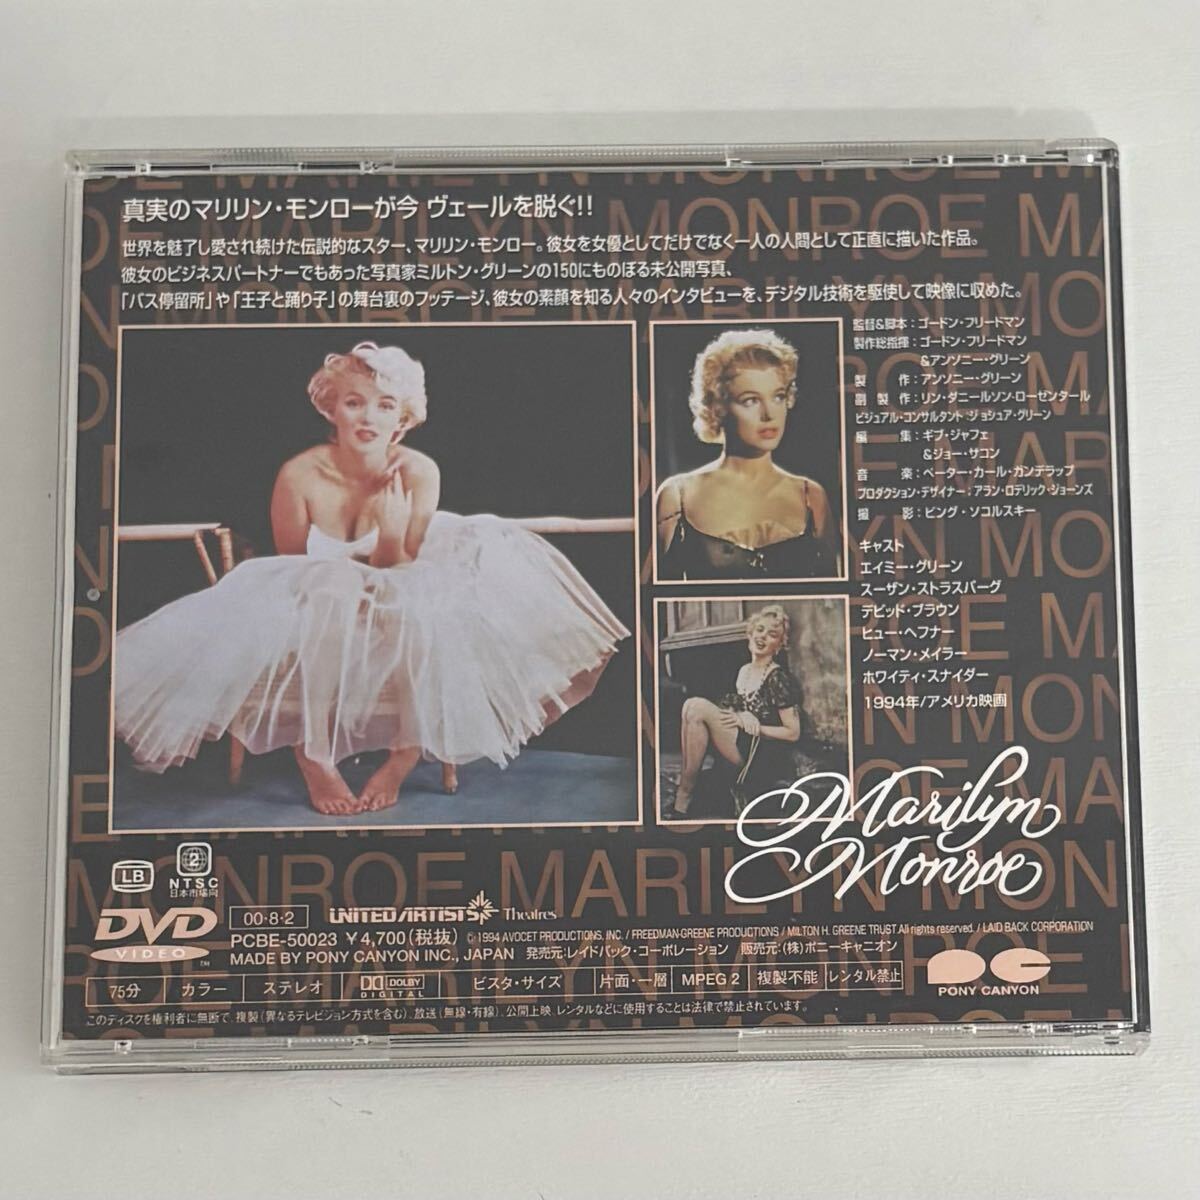 真実のマリリン・モンローが今 ヴェールを脱ぐ!!
世界を魅了し愛され続けた伝説的なスター、マリリン・モンロー。彼女を女優としてだけでなく一人の人間として正直に描いた作品。
彼女のビジネスパートナーでもあった写真家ミルトン・グリーンの150にものぼる未公開写真、
「バス停留所」や「王子と踊り子」の舞台裏のフッテージ、彼女の素顔を知る人々のインタビューを、デジタル技術を駆使して映像に収めた。
監督&脚本：ゴードン・フリードマン
製作総指揮：ゴードン・フリードマン
&アンソニー・グリーン
製作：アンソニー・グリーン
副製作：リン・ダニールソン・ローゼンタール
ビジュアル・コンサルタント：ジョシュア・グリーン
編集：ギブ・ジャフェ
&ジョー・サコン
音楽：ペーター・カール・ガンデラップ
プロダクション・デザイナー：アラン・ロデリック・ジョーンズ
撮影：ビング・ソコルスキー
キャスト
エイミー・グリーン
スーザン・ストラスバーグ
デビッド・ブラウン
ヒュー・ヘフナー
ノーマン・メイラー
ホワイティ・スナイダー
1994年/アメリカ映画
Marilyn
Monroe
LB
2
NTSC
日本市場向
DVD
VIDEO
TM
00・8・2
UNITED ARTISTS Theatres
PCBE-50023 ¥4,700(税抜)
© 1994 AVOCET PRODUCTIONS, INC. / FREEDMAN-GREENE PRODUCTIONS / MILTON H. GREENE TRUST All rights reserved. / LAID BACK CORPORATION
MADE BY PONY CANYON INC., JAPAN 発売元：レイドバック・コーポレーション 販売元：(株)ポニーキャニオン
PONY CANYON
75分 カラー ステレオ DOLBY DIGITAL ビスタ・サイズ 片面・一層 MPEG 2 複製不能 レンタル禁止
このディスクを権利者に無断で、複製(異なるテレビジョン方式を含む)、放送(無線・有線)、公開上映、レンタルなどに使用することは法律で禁止されています。